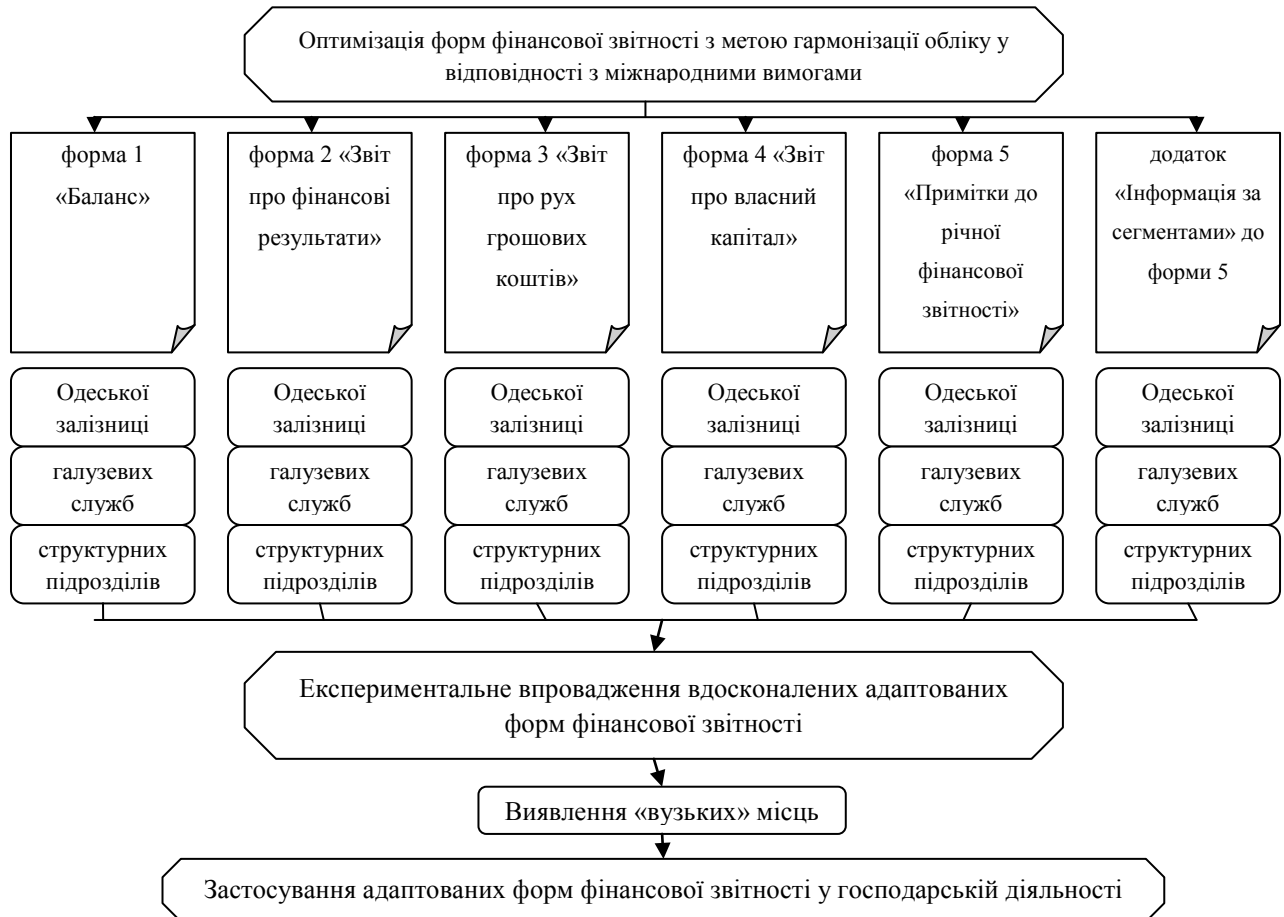 Оптимізація форм фінансової звітності з метою гармонізації обліку у
відповідності з міжнародними вимогами
форма 1
«Баланс»
форма 2 «Звіт
про фінансові
результати»
форма 3 «Звіт
про рух
грошових
коштів»
форма 4 «Звіт
про власний
капітал»
форма 5
«Примітки до
річної
фінансової
звітності»
додаток
«Інформація за
сегментами» до
форми 5
Одеської
залізниці
Одеської
залізниці
Одеської
залізниці
Одеської
залізниці
Одеської
залізниці
Одеської
залізниці
галузевих
служб
галузевих
служб
галузевих
служб
галузевих
служб
галузевих
служб
галузевих
служб
структурних
підрозділів
структурних
підрозділів
структурних
підрозділів
структурних
підрозділів
структурних
підрозділів
структурних
підрозділів
Експериментальне впровадження вдосконалених адаптованих
форм фінансової звітності
Виявлення «вузьких» місць
Застосування адаптованих форм фінансової звітності у господарській діяльності